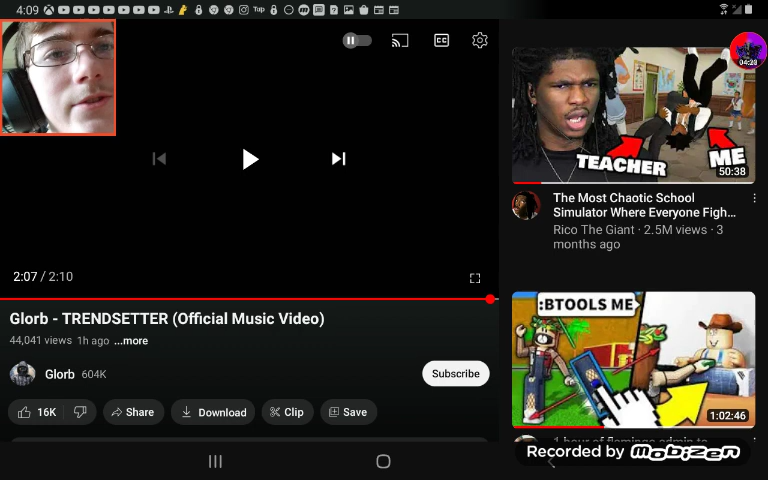 4:09
04:23
TEACHER
ME
50:38
The Most Chaotic School
Simulator Where Everyone Figh...
Rico The Giant · 2.5M views · 3
months ago
2:07 / 2:10
Glorb - TRENDSETTER (Official Music Video)
44,041 views 1h ago ...more
Glorb 604K
Subscribe
16K
Share
Download
Clip
Save
:BTOOLS ME
1:02:46
Recorded by Mobizen